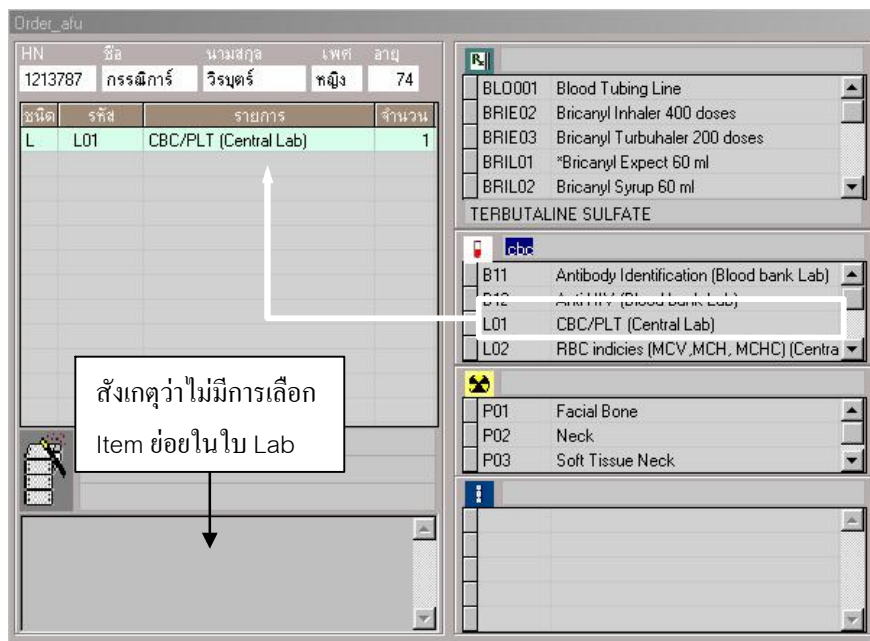 Order_afu
HN ชื่อ นามสกุล เพศ อายุ
1213787 กรรณิการ์ วิรบุตร์ หญิง 74
ชนิด รหัส รายการ จำนวน
L L01 CBC/PLT (Central Lab) 1
สังเกตุว่าไม่มีการเลือก
Item ย่อยในใบ Lab
BLO001 Blood Tubing Line
BRIE02 Bricanyl Inhaler 400 doses
BRIE03 Bricanyl Turbuhaler 200 doses
BRIL01 *Bricanyl Expect 60 ml
BRIL02 Bricanyl Syrup 60 ml
TERBUTALINE SULFATE
cbc
B11 Antibody Identification (Blood bank Lab)
B12 Anti HIV (Blood bank Lab)
L01 CBC/PLT (Central Lab)
L02 RBC indicies (MCV,MCH, MCHC) (Centra
P01 Facial Bone
P02 Neck
P03 Soft Tissue Neck